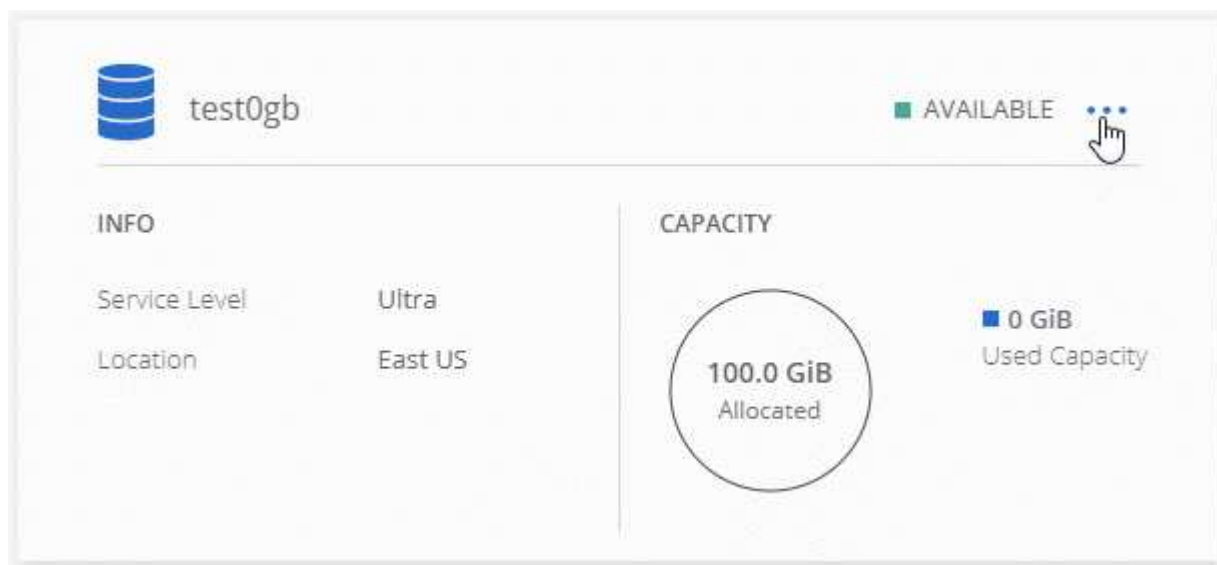 test0gb
AVAILABLE
INFO
Service Level Ultra
Location East US
CAPACITY
100.0 GiB
Allocated
0 GiB
Used Capacity